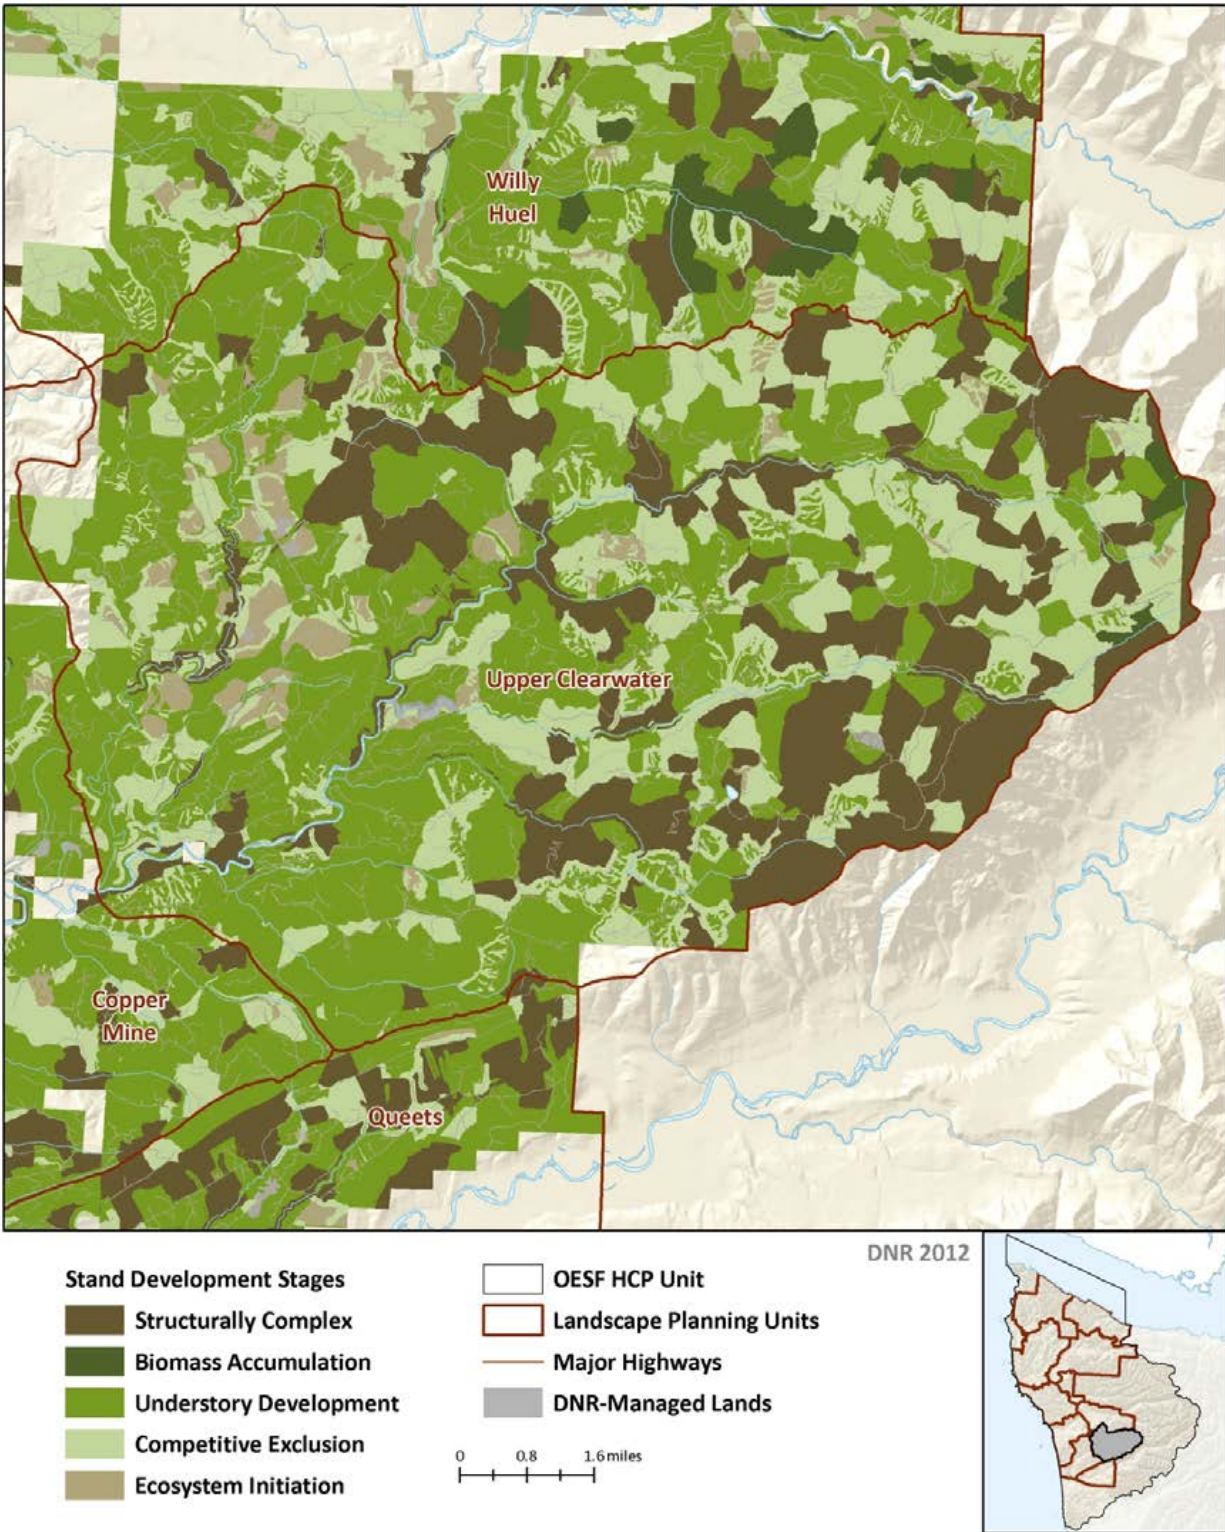 Willy
Huel
Upper Clearwater
Copper
Mine
Queets
DNR 2012
Stand Development Stages
Structurally Complex
Biomass Accumulation
Understory Development
Competitive Exclusion
Ecosystem Initiation
OESF HCP Unit
Landscape Planning Units
Major Highways
DNR-Managed Lands
0 0.8 1.6 miles